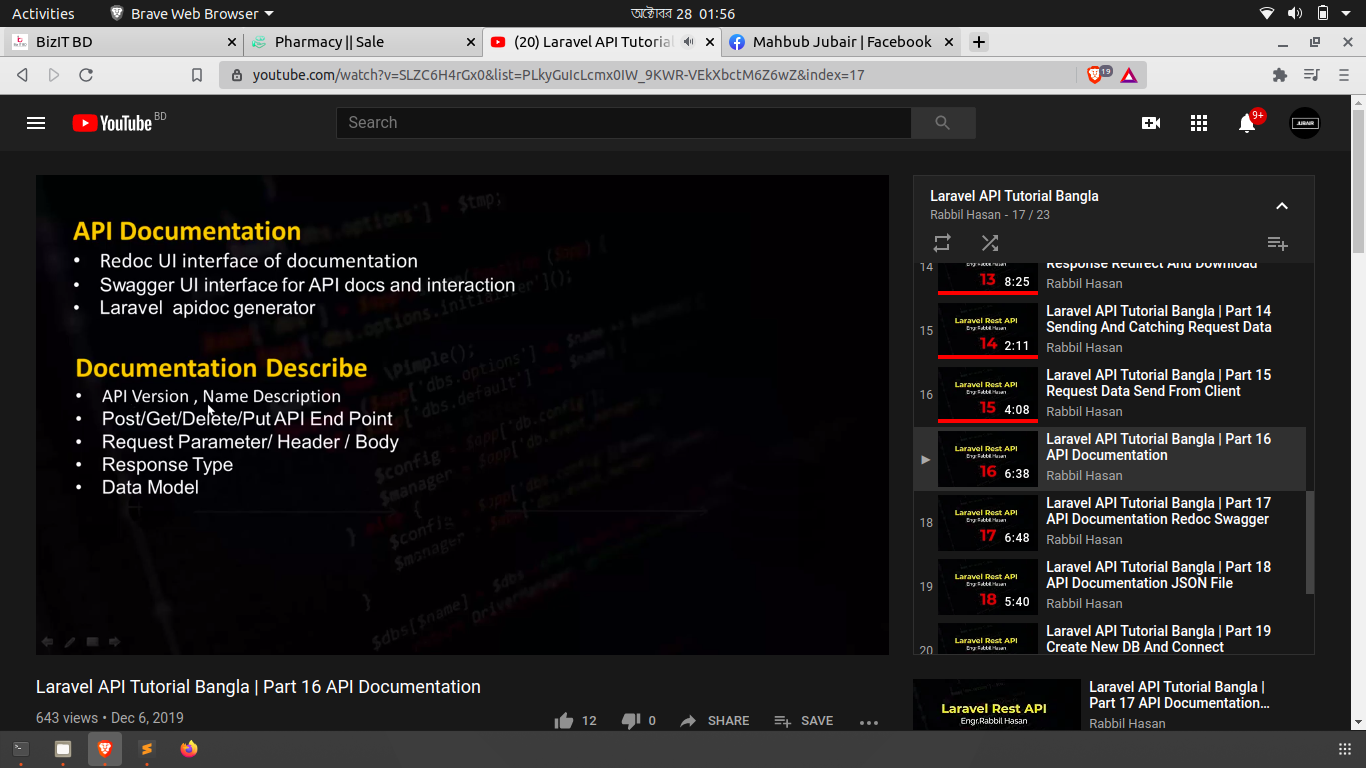 Activities
Brave Web Browser
অক্টোবর 28 01:56
BizIT BD
Pharmacy || Sale
(20) Laravel API Tutorial
Mahbub Jubair | Facebook
youtube.com/watch?v=SLZC6H4rGx0&list=PLkyGuIcLcmx0IW_9KWR-VEkXbctM6Z6wZ&index=17
19
YouTube BD
Search
9+
JUBAIR
API Documentation
• Redoc UI interface of documentation
• Swagger UI interface for API docs and interaction
• Laravel apidoc generator
Documentation Describe
• API Version , Name Description
• Post/Get/Delete/Put API End Point
• Request Parameter/ Header / Body
• Response Type
• Data Model
Laravel API Tutorial Bangla | Part 16 API Documentation
643 views • Dec 6, 2019
12
0
SHARE
SAVE
Laravel API Tutorial Bangla
Rabbil Hasan - 17 / 23
14
13
8:25
Response Redirect And Download
Rabbil Hasan
15
Laravel Rest API
Engr.Rabbil Hasan
14
2:11
Laravel API Tutorial Bangla | Part 14
Sending And Catching Request Data
Rabbil Hasan
16
Laravel Rest API
Engr.Rabbil Hasan
15
4:08
Laravel API Tutorial Bangla | Part 15
Request Data Send From Client
Rabbil Hasan
Laravel Rest API
Engr.Rabbil Hasan
16
6:38
Laravel API Tutorial Bangla | Part 16
API Documentation
Rabbil Hasan
18
Laravel Rest API
Engr.Rabbil Hasan
17
6:48
Laravel API Tutorial Bangla | Part 17
API Documentation Redoc Swagger
Rabbil Hasan
19
Laravel Rest API
Engr.Rabbil Hasan
18
5:40
Laravel API Tutorial Bangla | Part 18
API Documentation JSON File
Rabbil Hasan
20
Laravel Rest API
Engr.Rabbil Hasan
Laravel API Tutorial Bangla | Part 19
Create New DB And Connect
Laravel Rest API
Engr.Rabbil Hasan
Laravel API Tutorial Bangla |
Part 17 API Documentation...
Rabbil Hasan